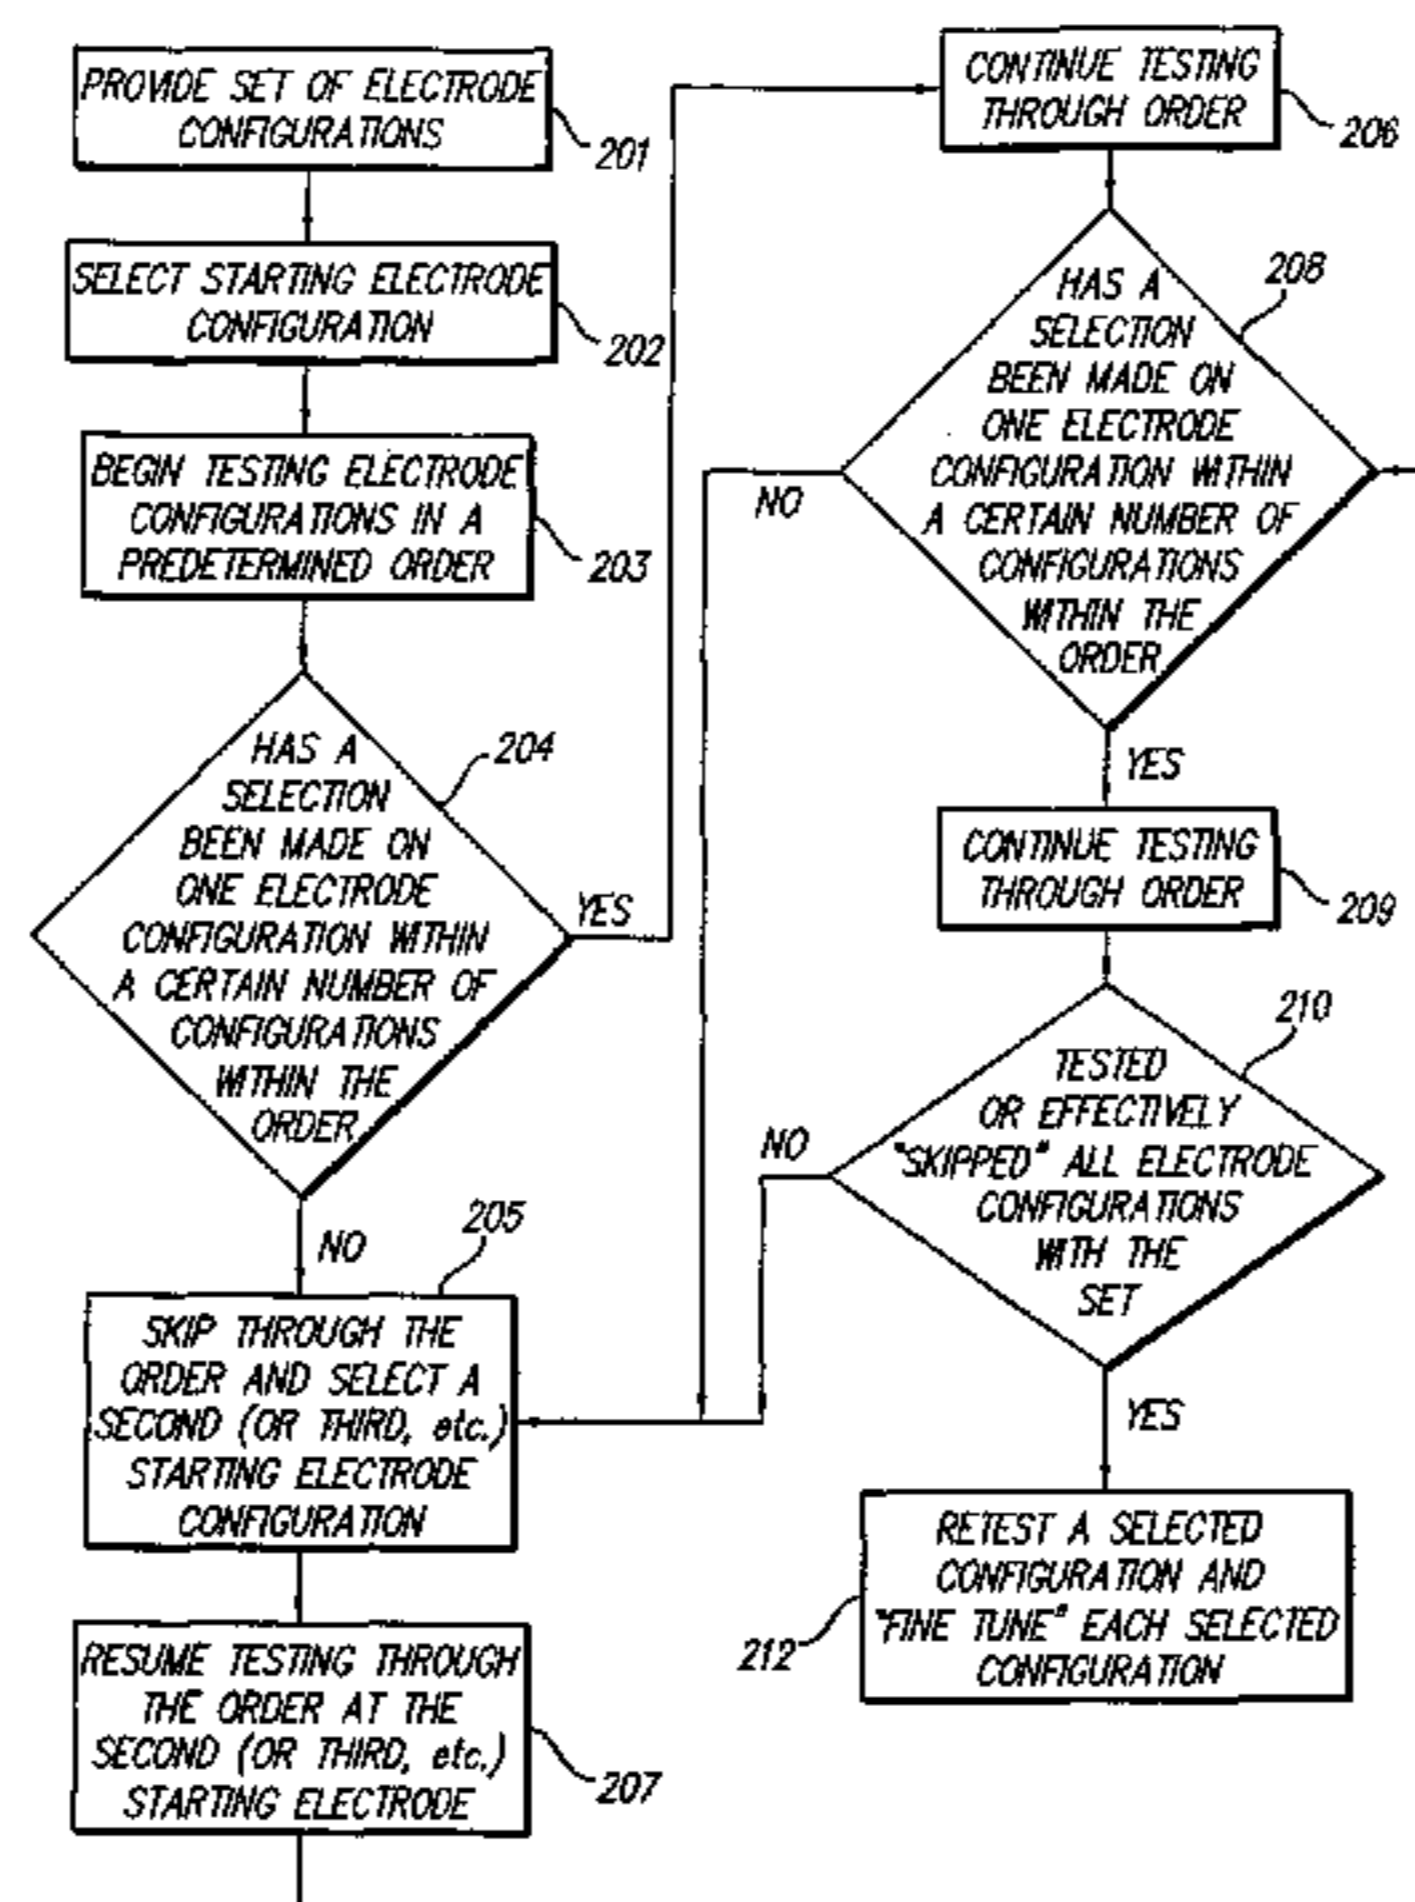 PROVIDE SET OF ELECTRODE
CONFIGURATIONS
201
SELECT STARTING ELECTRODE
CONFIGURATION
202
BEGIN TESTING ELECTRODE
CONFIGURATIONS IN A
PREDETERMINED ORDER
203
HAS A
SELECTION
BEEN MADE ON
ONE ELECTRODE
CONFIGURATION WITHIN
A CERTAIN NUMBER OF
CONFIGURATIONS
WITHIN THE
ORDER
204
YES
NO
205
SKIP THROUGH THE
ORDER AND SELECT A
SECOND (OR THIRD, etc.)
STARTING ELECTRODE
CONFIGURATION
RESUME TESTING THROUGH
THE ORDER AT THE
SECOND (OR THIRD, etc.)
STARTING ELECTRODE
207
CONTINUE TESTING
THROUGH ORDER
206
HAS A
SELECTION
BEEN MADE ON
ONE ELECTRODE
CONFIGURATION WITHIN
A CERTAIN NUMBER OF
CONFIGURATIONS
WITHIN THE
ORDER
208
NO
YES
CONTINUE TESTING
THROUGH ORDER
209
TESTED
OR EFFECTIVELY
"SKIPPED" ALL ELECTRODE
CONFIGURATIONS
WITH THE
SET
210
NO
YES
RETEST A SELECTED
CONFIGURATION AND
"FINE TUNE" EACH SELECTED
CONFIGURATION
212